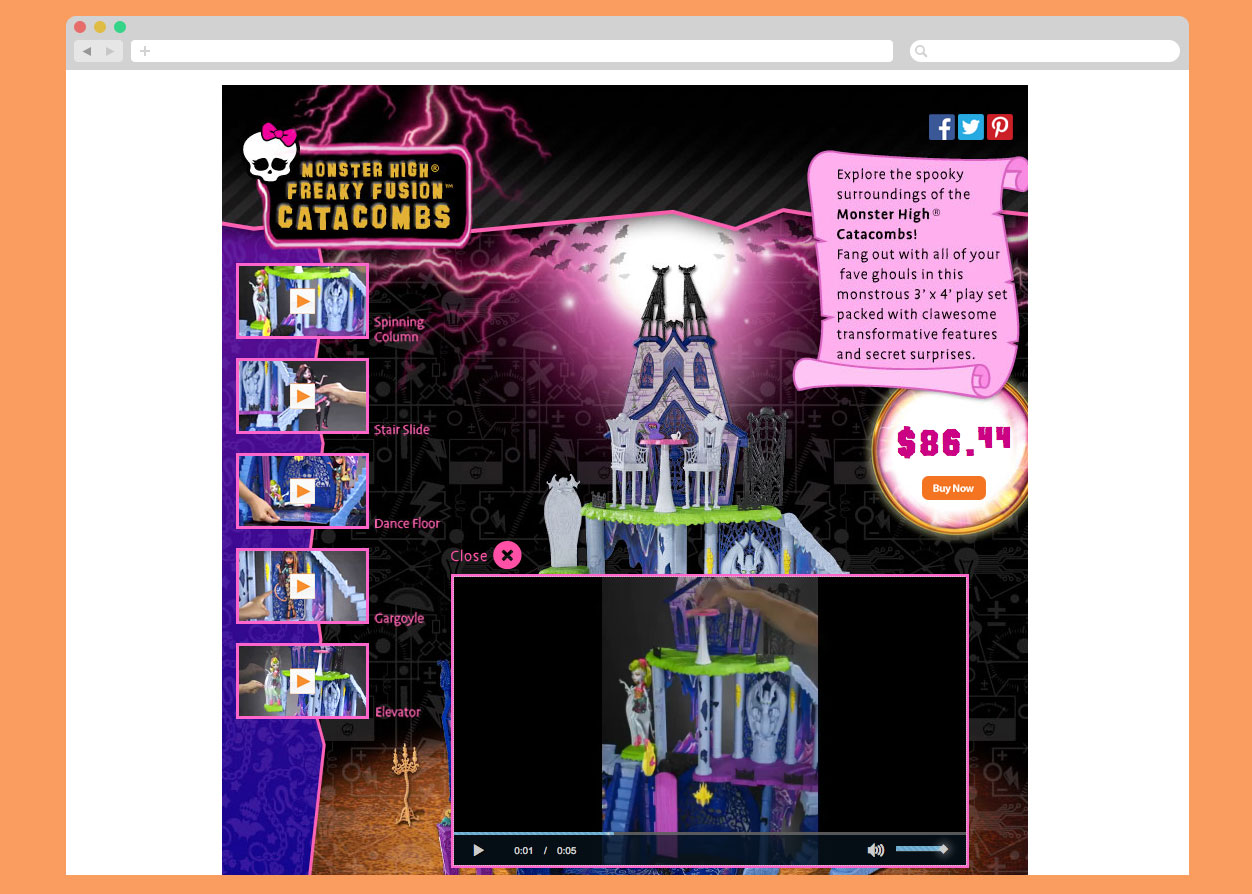 MONSTER HIGH®
FREAKY FUSION™
CATACOMBS
Explore the spooky
surroundings of the
Monster High®
Catacombs!
Fang out with all of your
fave ghouls in this
monstrous 3' x 4' play set
packed with clawesome
transformative features
and secret surprises.
$86.44
Buy Now
Spinning
Column
Stair Slide
Dance Floor
Gargoyle
Elevator
Close
0:01 / 0:05